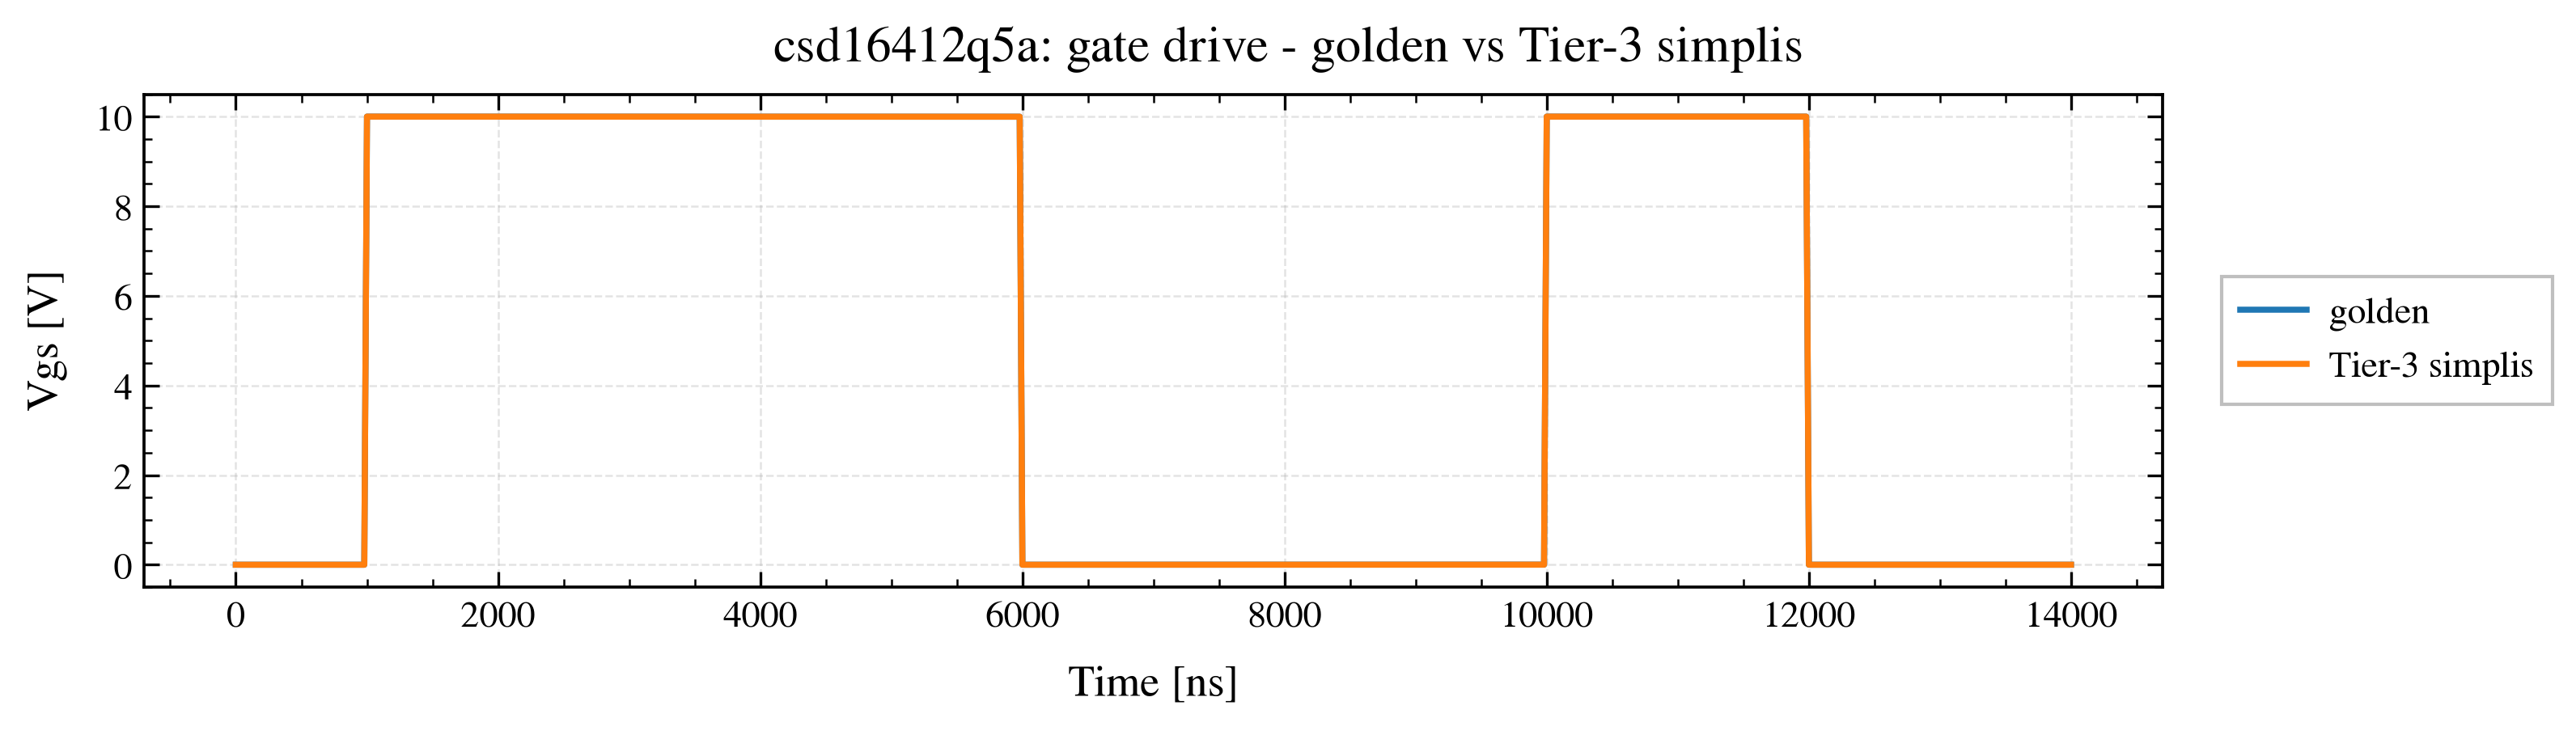 csd16412q5a: gate drive - golden vs Tier-3 simplis
10
8
6
4
2
0
Vgs [V]
0 2000 4000 6000 8000 10000 12000 14000
Time [ns]
golden
Tier-3 simplis